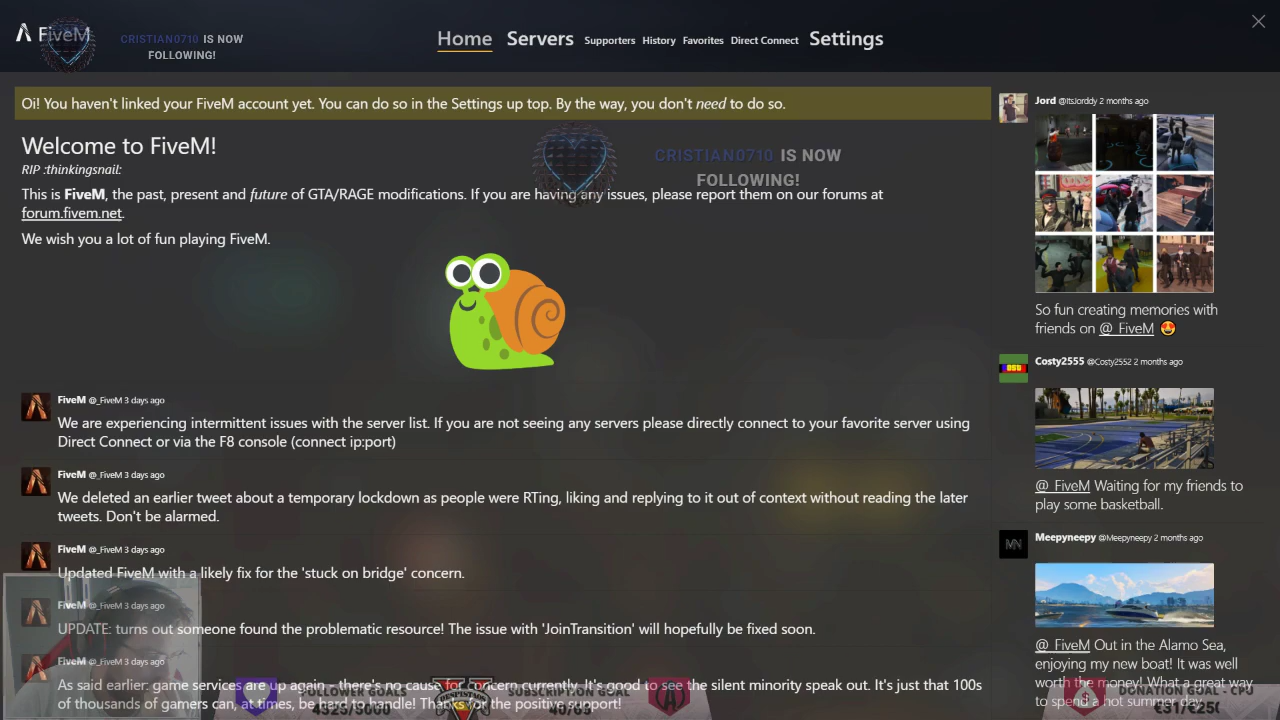 FiveM
CRISTIAN0710 IS NOW
FOLLOWING!
Home Servers Supporters History Favorites Direct Connect Settings
Oi! You haven't linked your FiveM account yet. You can do so in the Settings up top. By the way, you don't need to do so.
Welcome to FiveM!
RIP :thinkingsnail:
This is FiveM, the past, present and future of GTA/RAGE modifications. If you are having any issues, please report them on our forums at
forum.fivem.net.
We wish you a lot of fun playing FiveM.
CRISTIAN0710 IS NOW
FOLLOWING!
FiveM @_FiveM 3 days ago
We are experiencing intermittent issues with the server list. If you are not seeing any servers please directly connect to your favorite server using
Direct Connect or via the F8 console (connect ip:port)
FiveM @_FiveM 3 days ago
We deleted an earlier tweet about a temporary lockdown as people were RTing, liking and replying to it out of context without reading the later
tweets. Don't be alarmed.
FiveM @_FiveM 3 days ago
Updated FiveM with a likely fix for the 'stuck on bridge' concern.
FiveM @_FiveM 3 days ago
UPDATE: turns out someone found the problematic resource! The issue with 'JoinTransition' will hopefully be fixed soon.
FiveM @_FiveM 3 days ago
As said earlier: game services are up again - there's no cause for concern currently. It's good to see the silent minority speak out. It's just that 100s
of thousands of gamers can, at times, be hard to handle! Thanks for the positive support!
Jord @ItsJorddy 2 months ago
So fun creating memories with
friends on @_FiveM
Costy2555 @Costy2552 2 months ago
@_FiveM Waiting for my friends to
play some basketball.
MN
Meepyneepy @Meepyneepy 2 months ago
@_FiveM Out in the Alamo Sea,
enjoying my new boat! It was well
worth the money! What a great way
to spend a hot summer day.
FOLLOWER GOALS
4325/5000
DESPISTAOS
SUBSCRIPTION GOAL
DONATION GOAL - CPU